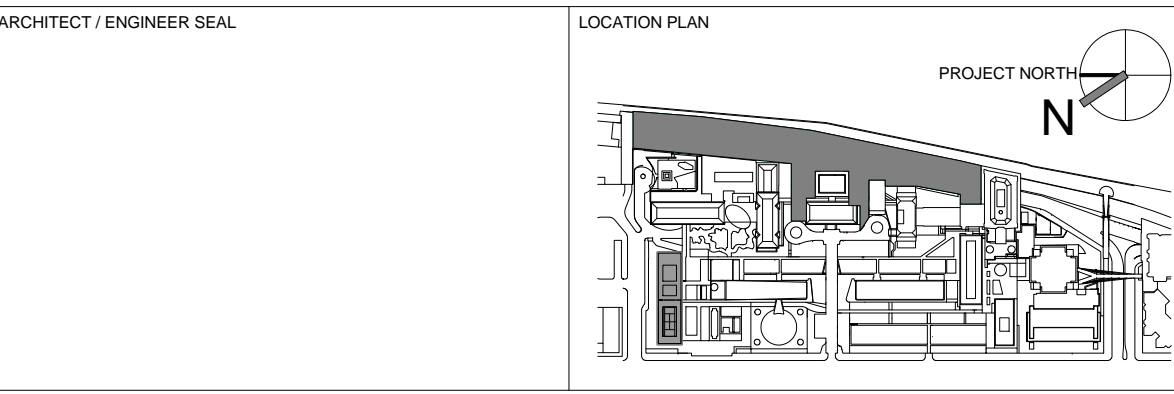 ARCHITECT / ENGINEER SEAL
LOCATION PLAN
PROJECT NORTH
N